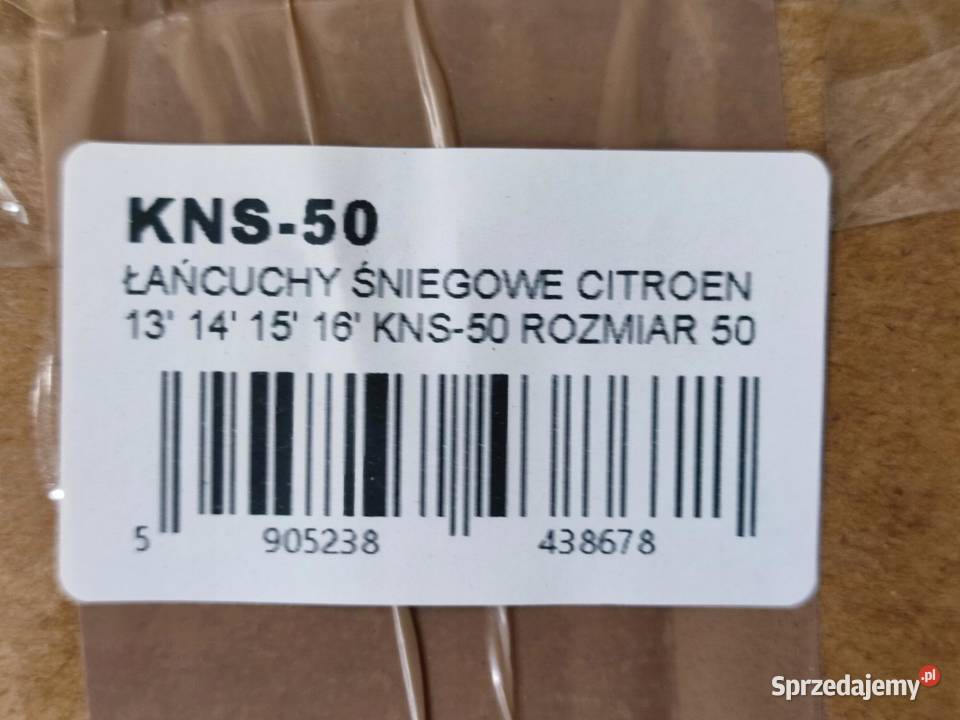 KNS-50
ŁAŃCUCHY ŚNIEGOWE CITROEN
13' 14' 15' 16' KNS-50 ROZMIAR 50
5 905238 438678
Sprzedajemy.pl